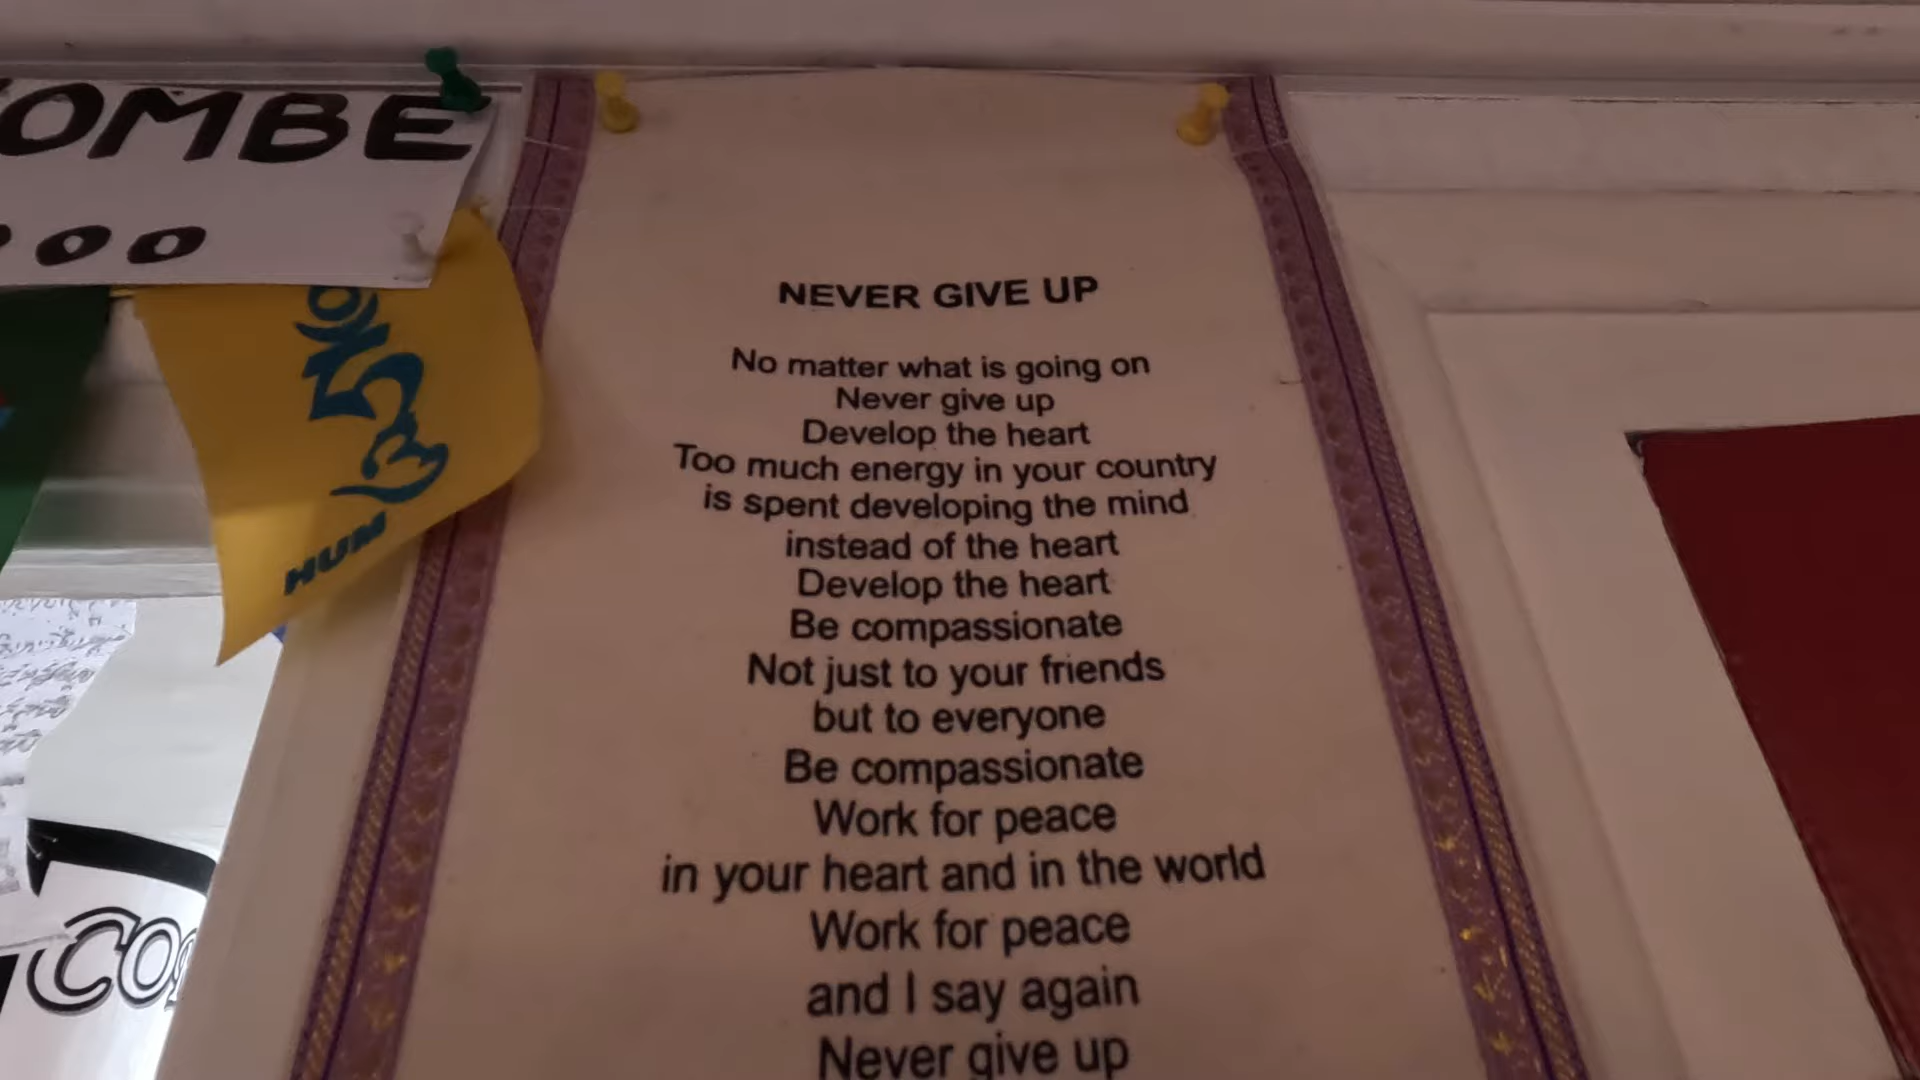 OMBE
00
HUM
NEVER GIVE UP
No matter what is going on
Never give up
Develop the heart
Too much energy in your country
is spent developing the mind
instead of the heart
Develop the heart
Be compassionate
Not just to your friends
but to everyone
Be compassionate
Work for peace
in your heart and in the world
Work for peace
and I say again
Never give up